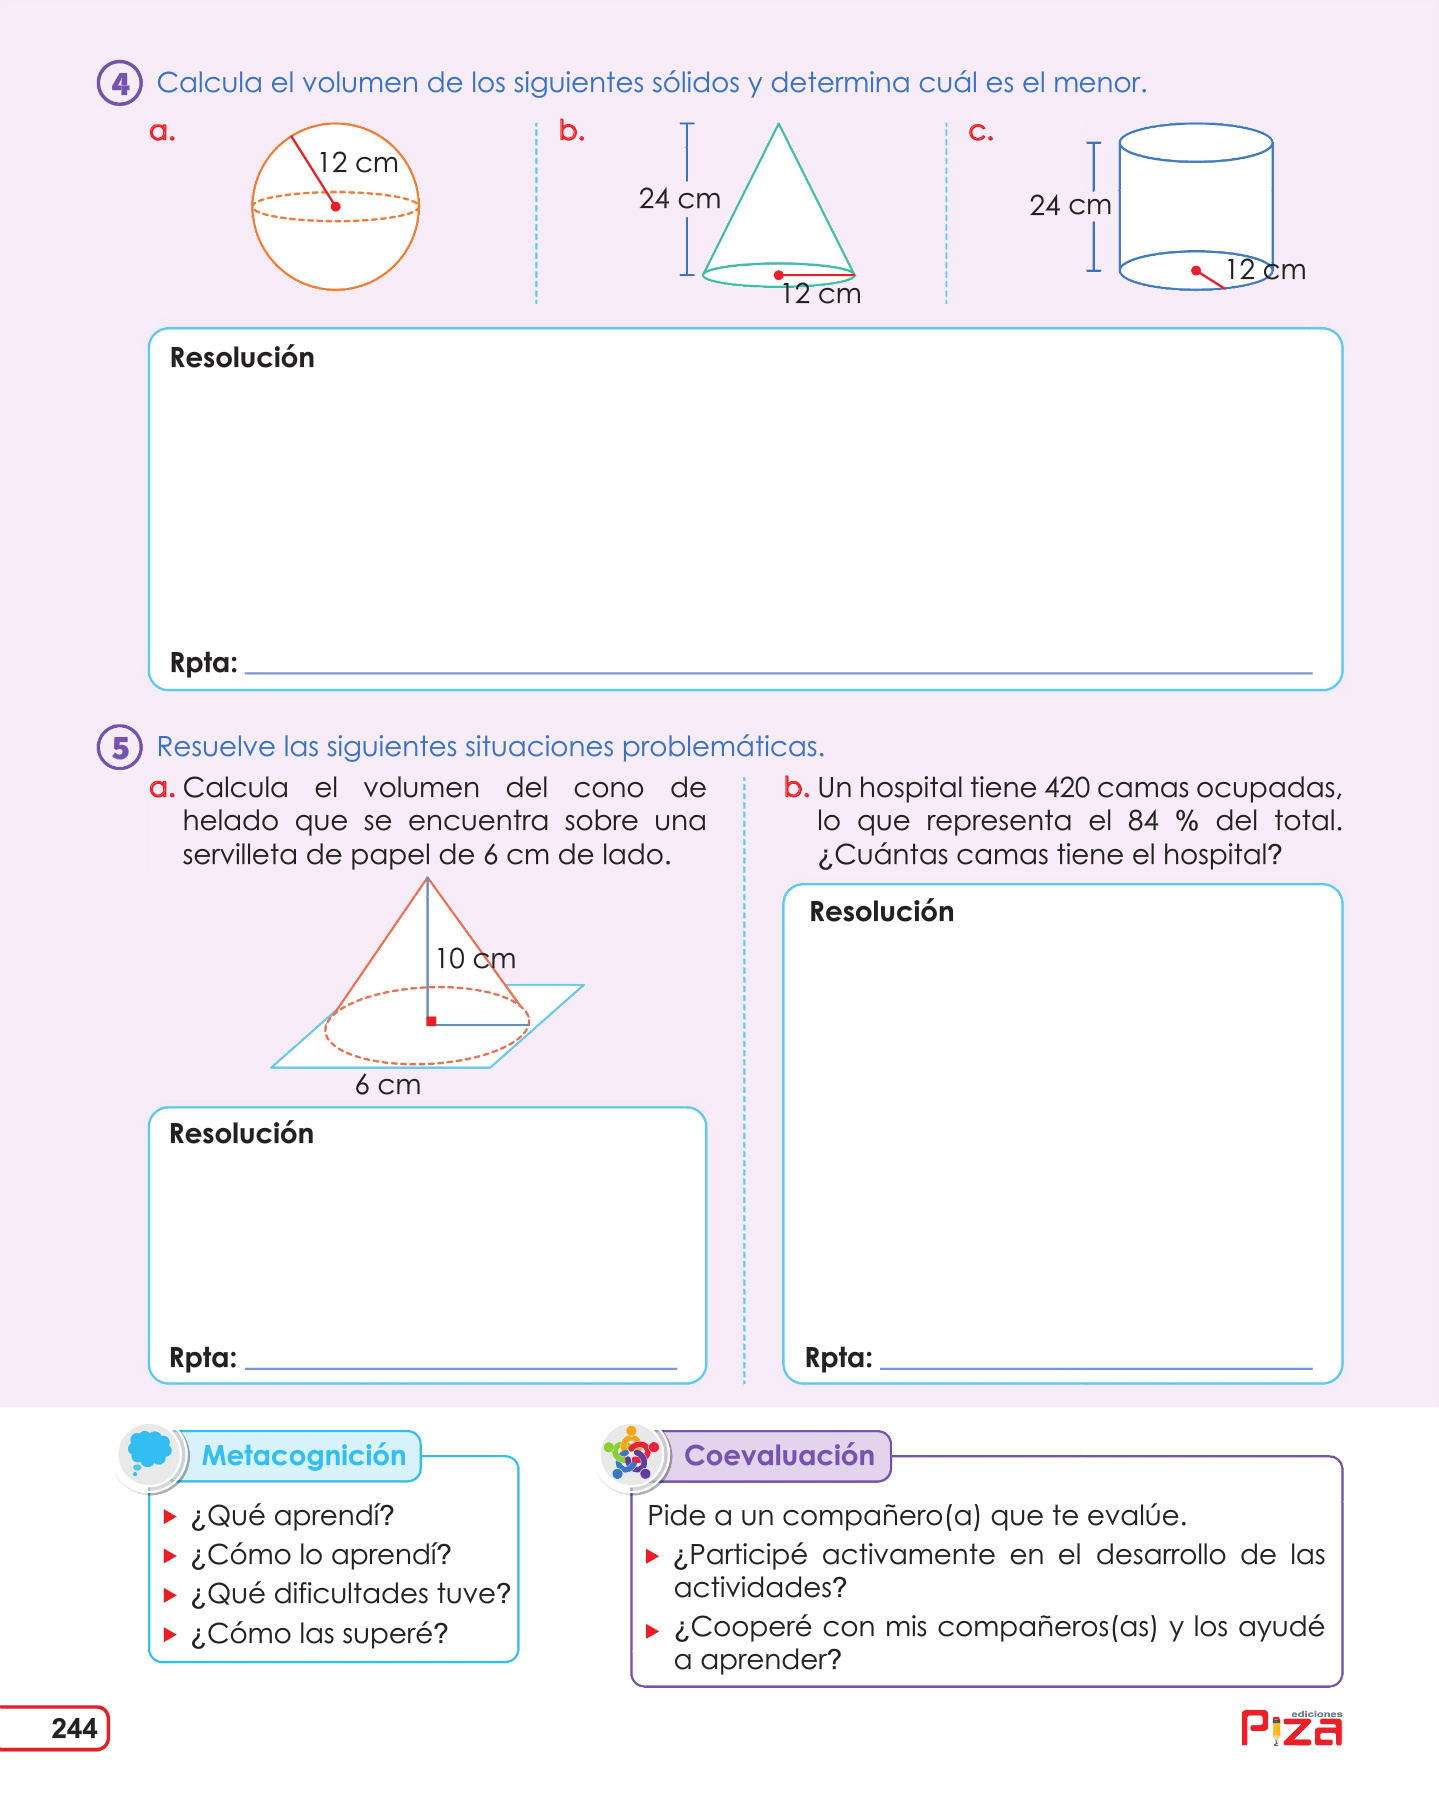 4 Calcula el volumen de los siguientes sólidos y determina cuál es el menor.
a.
12 cm
b.
24 cm
12 cm
c.
24 cm
12 cm
Resolución
Rpta:
5 Resuelve las siguientes situaciones problemáticas.
a. Calcula el volumen del cono de
helado que se encuentra sobre una
servilleta de papel de 6 cm de lado.
10 cm
6 cm
Resolución
Rpta:
b. Un hospital tiene 420 camas ocupadas,
lo que representa el 84 % del total.
¿Cuántas camas tiene el hospital?
Resolución
Rpta:
Metacognición
¿Qué aprendí?
¿Cómo lo aprendí?
¿Qué dificultades tuve?
¿Cómo las superé?
Coevaluación
Pide a un compañero(a) que te evalúe.
¿Participé activamente en el desarrollo de las
actividades?
¿Cooperé con mis compañeros(as) y los ayudé
a aprender?
244
ediciones
Piza